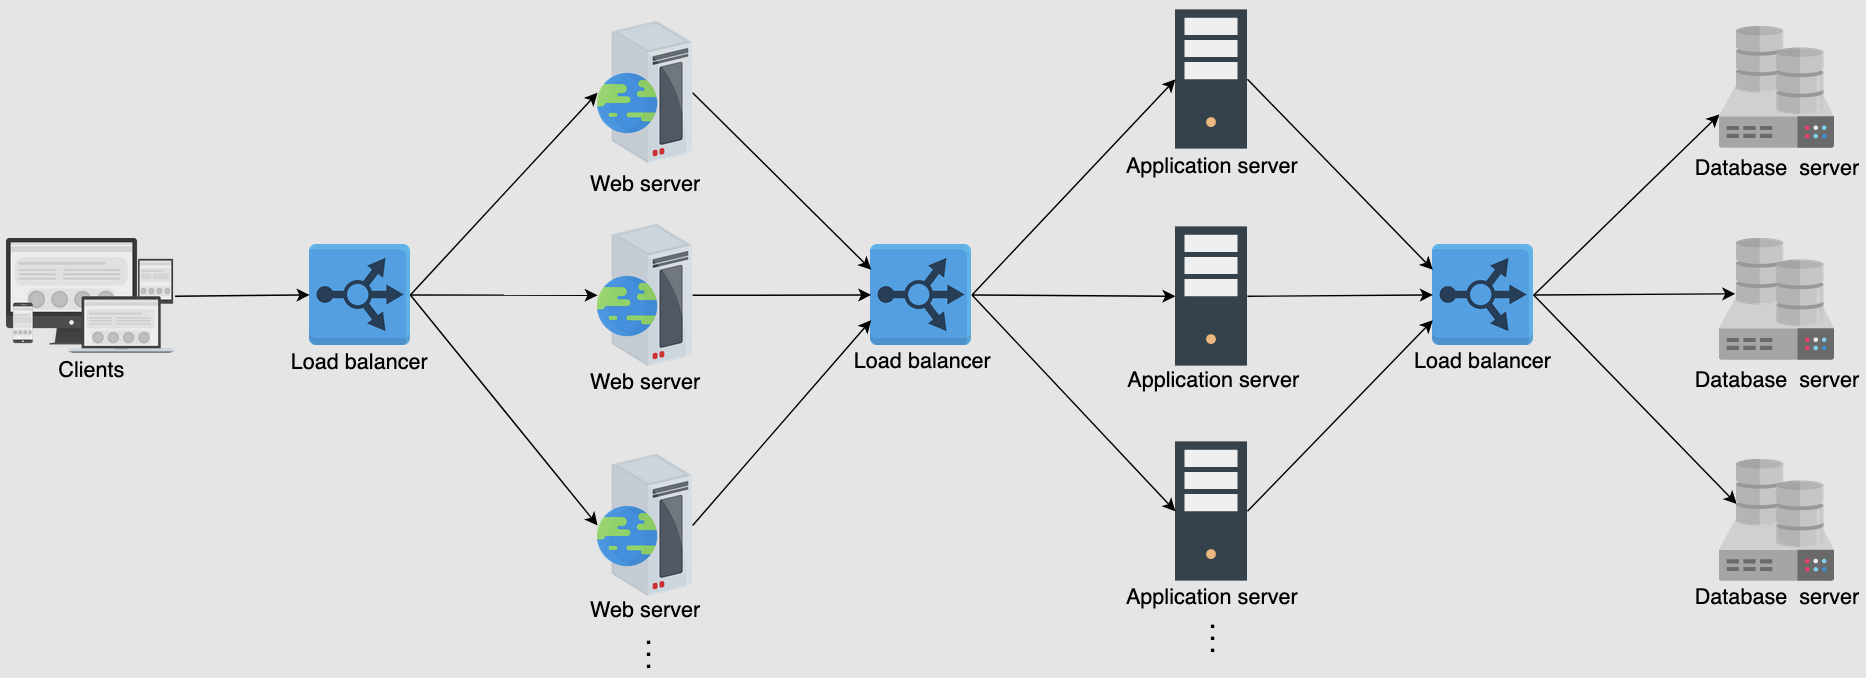 Clients
Load balancer
Web server
Web server
Web server
Load balancer
Application server
Application server
Application server
Load balancer
Database server
Database server
Database server